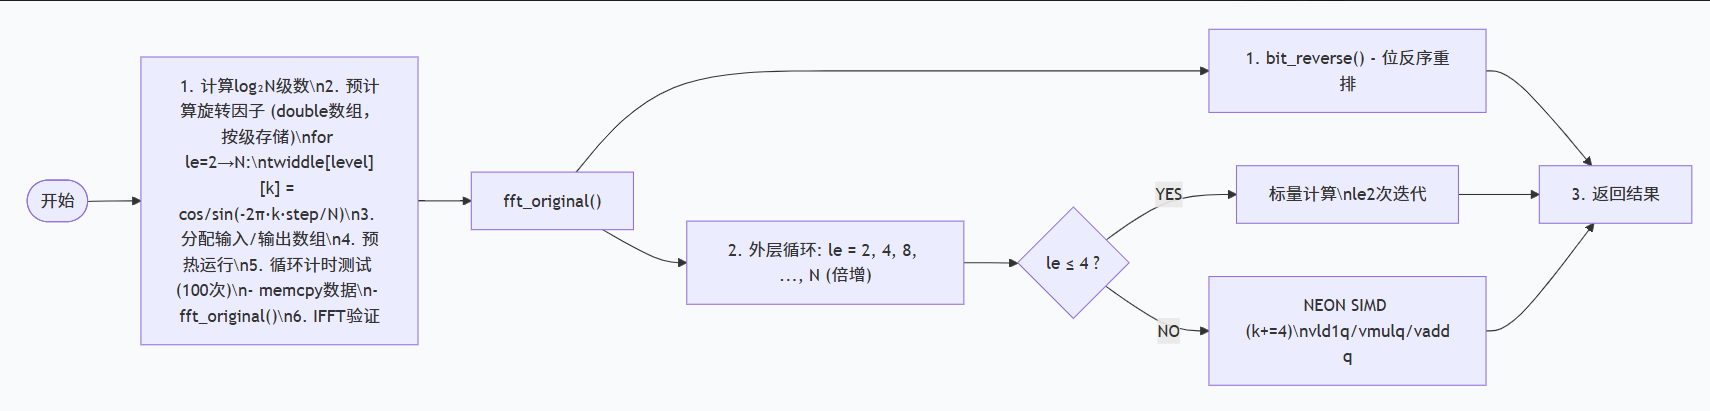 开始
1. 计算log₂N级数\n2. 预计
算旋转因子 (double数组，
按级存储)\nfor
le=2→N:\ntwiddle[level]
[k] =
cos/sin(-2π·k·step/N)\n3.
分配输入/输出数组\n4. 预
热运行\n5. 循环计时测试
(100次)\n- memcpy数据\n-
fft_original()\n6. IFFT验证
fft_original()
1. bit_reverse() - 位反序重
排
2. 外层循环: le = 2, 4, 8,
..., N (倍增)
le ≤ 4 ?
YES
标量计算\nle2次迭代
NO
NEON SIMD
(k+=4)\nvld1q/vmulq/vadd
q
3. 返回结果